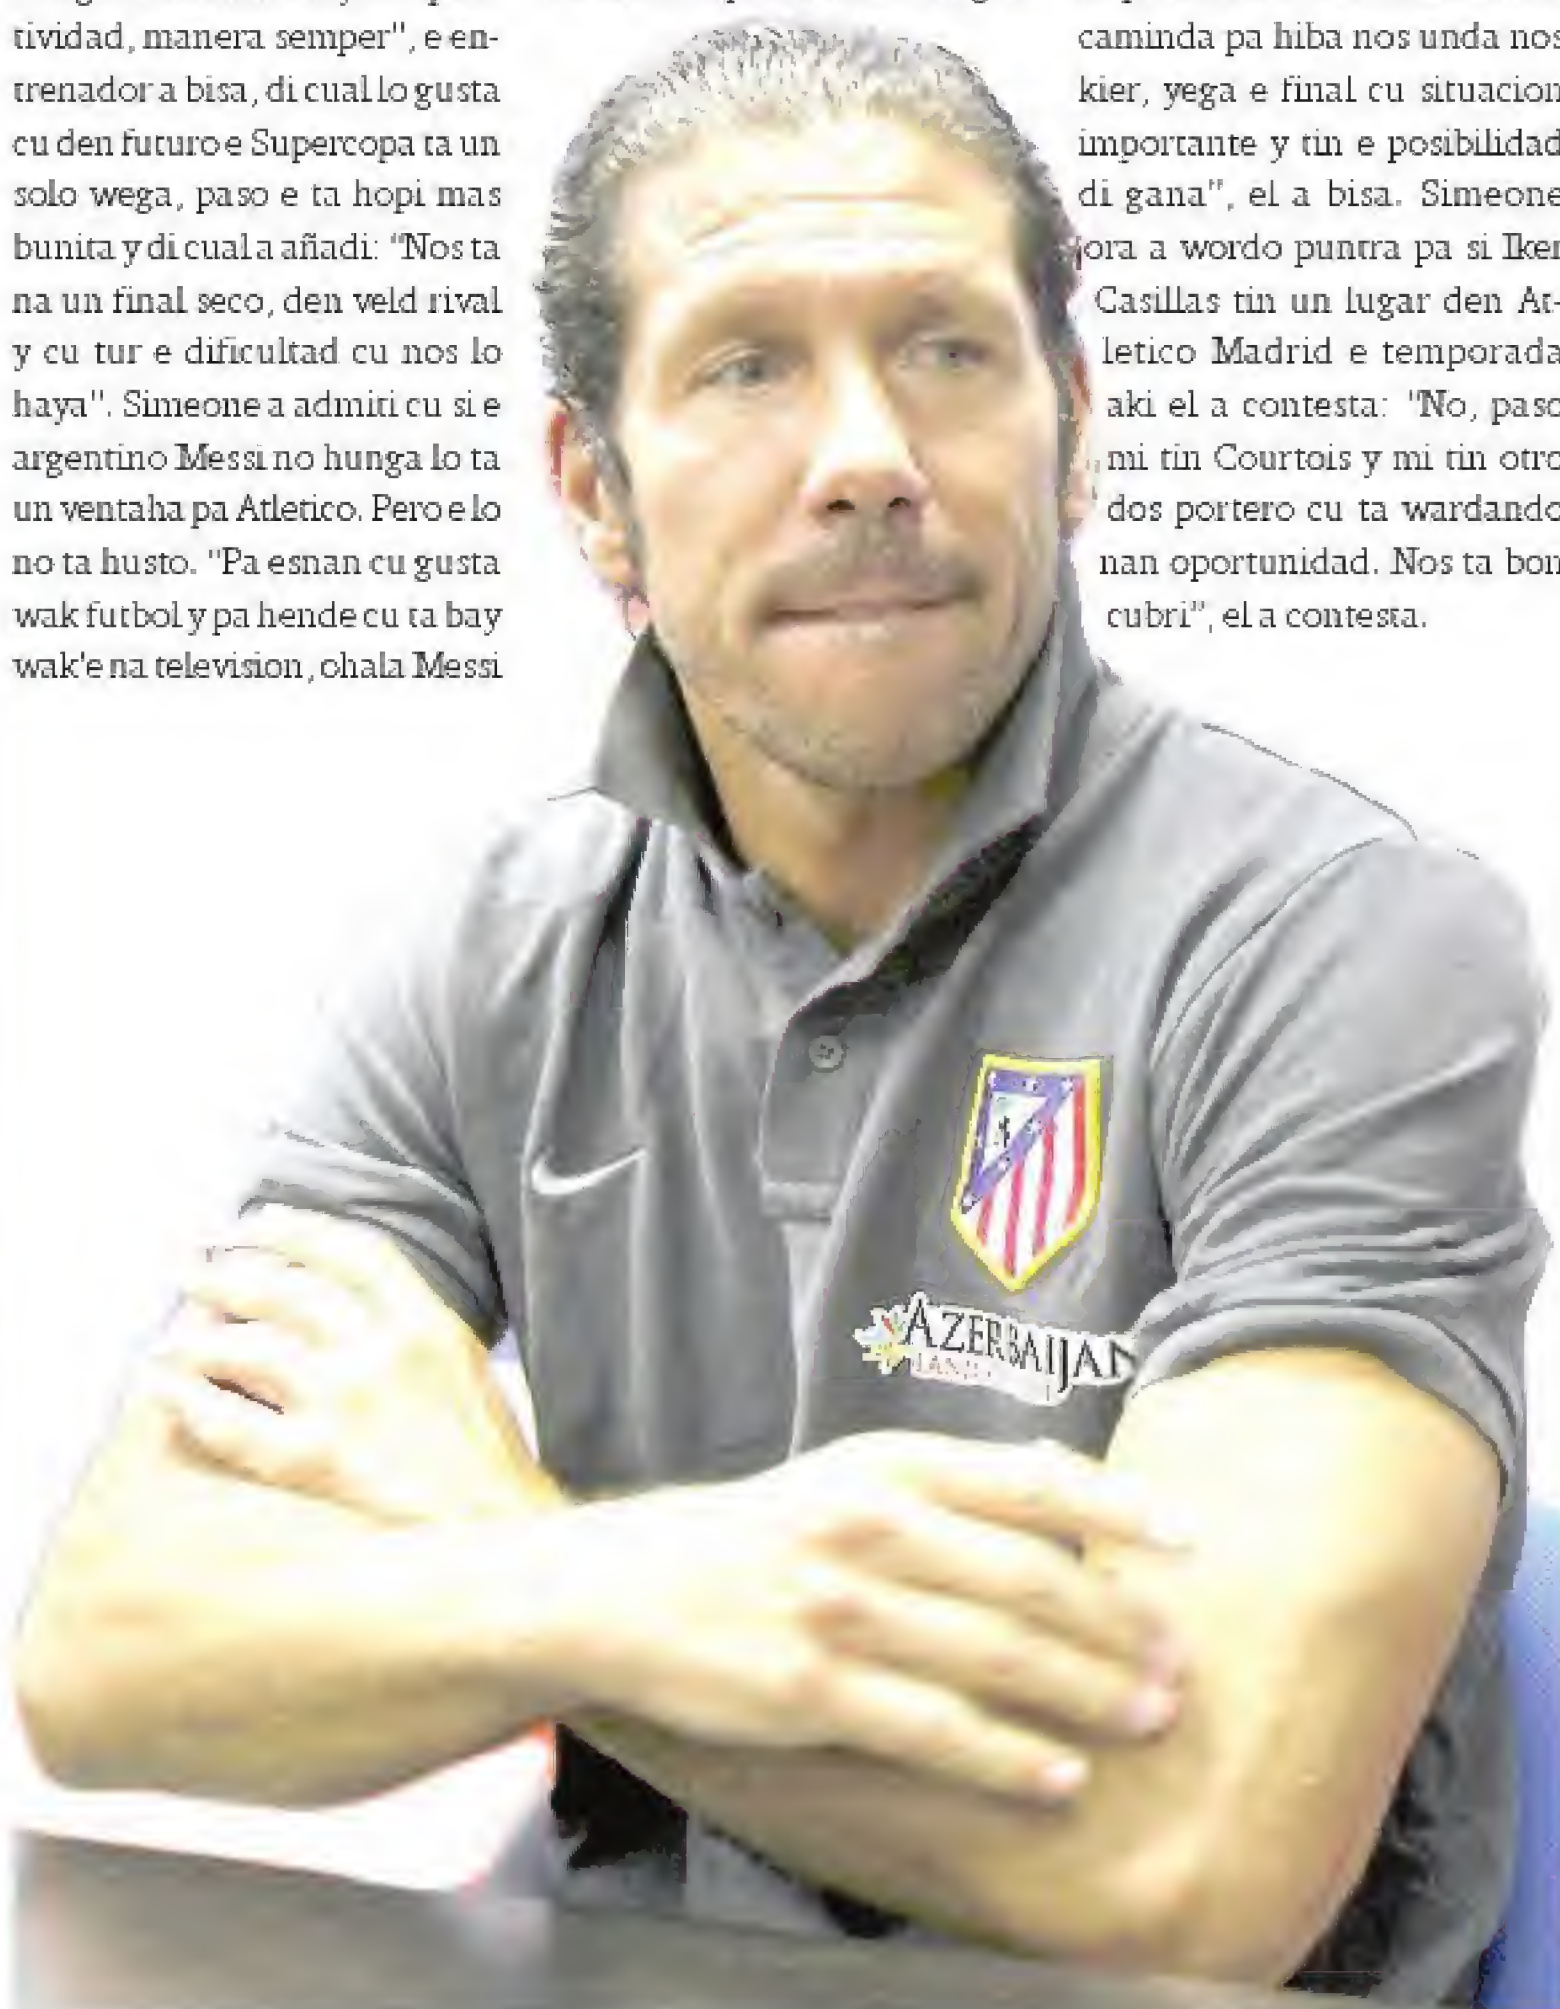 tividad, manera semper", e en-
trenador a bisa, di cual lo gusta
cu den futuro e Supercopa ta un
solo wega, paso e ta hopi mas
bunita y di cual a añadi: "Nos ta
na un final seco, den veld rival
y cu tur e dificultad cu nos lo
haya". Simeone a admiti cu si e
argentino Messi no hunga lo ta
un ventaha pa Atletico. Pero e lo
no ta husto. "Pa esnan cu gusta
wak futbol y pa hende cu ta bay
wak'e na television, ohala Messi
caminda pa hiba nos unda nos
kier, yega e final cu situacion
importante y tin e posibilidad
di gana", el a bisa. Simeone
ora a wordo puntra pa si Iker
Casillas tin un lugar den At-
letico Madrid e temporada
aki el a contesta: "No, paso
mi tin Courtois y mi tin otro
dos portero cu ta wardando
nan oportunidad. Nos ta bon
cubri", el a contesta.
AZERBAIJAN